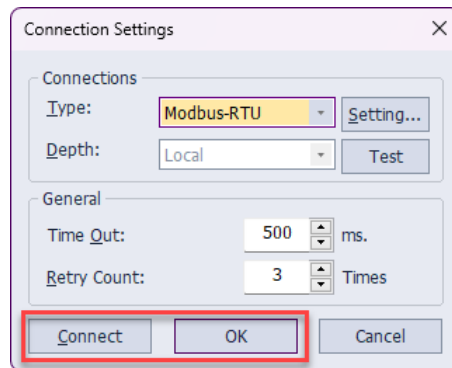 Connection Settings
Connections
Type: Modbus-RTU Setting...
Depth: Local Test
General
Time Out: 500 ms.
Retry Count: 3 Times
Connect OK Cancel